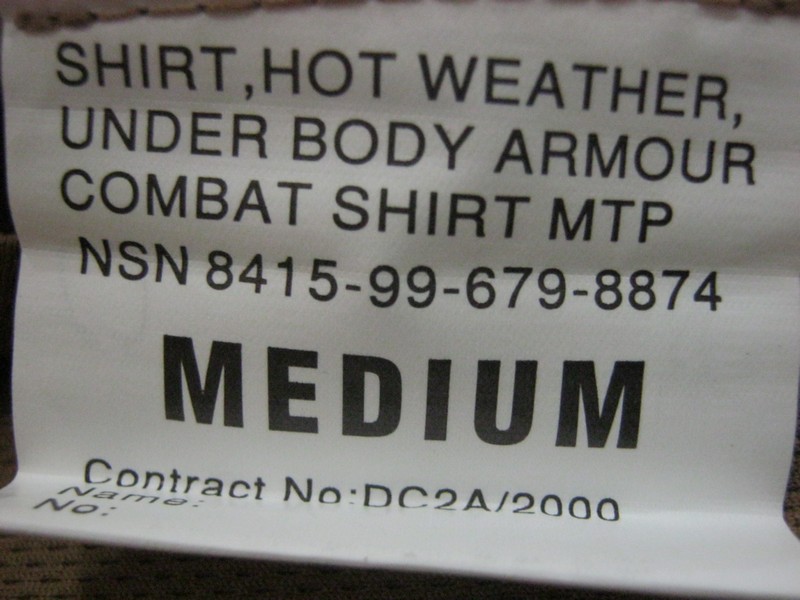 SHIRT,HOT WEATHER,
UNDER BODY ARMOUR
COMBAT SHIRT MTP
NSN 8415-99-679-8874
MEDIUM
Contract No:DC2A/2000
Name:
No: